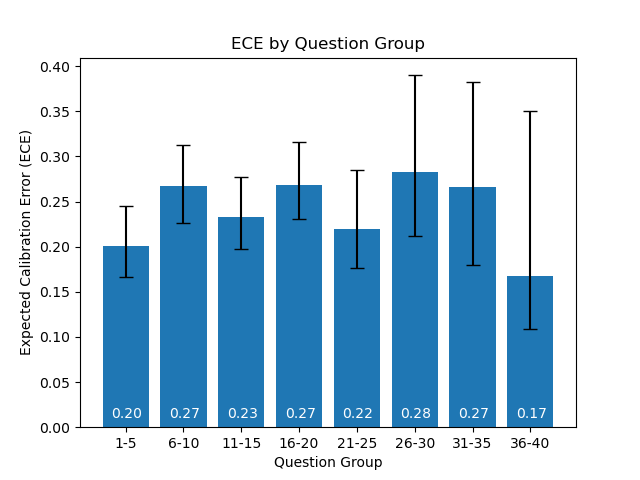 ECE by Question Group
Expected Calibration Error (ECE)
0.40
0.35
0.30
0.25
0.20
0.15
0.10
0.05
0.00
0.20 0.27 0.23 0.27 0.22 0.28 0.27 0.17
1-5 6-10 11-15 16-20 21-25 26-30 31-35 36-40
Question Group